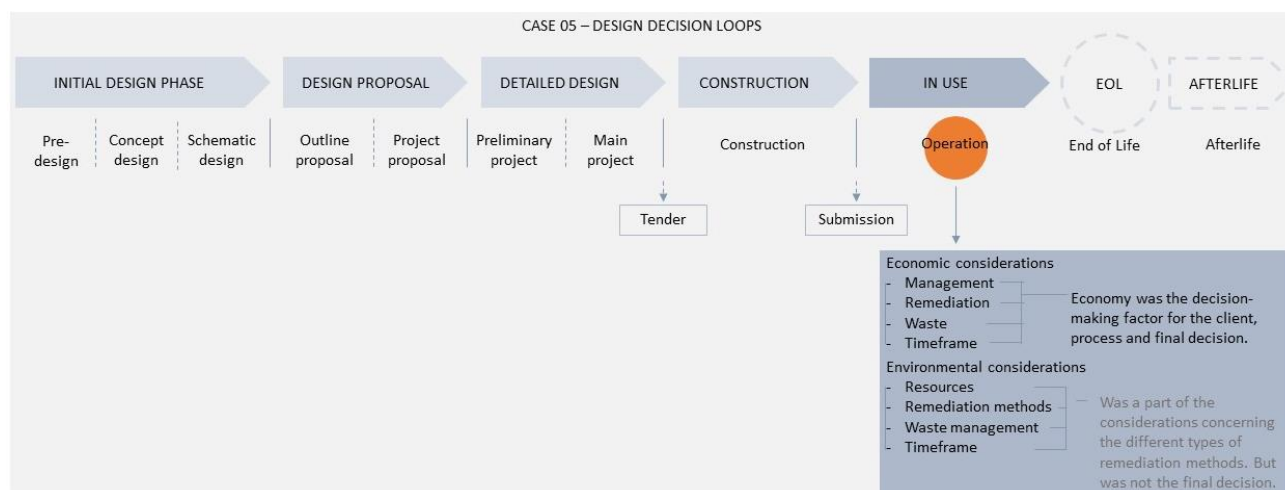 CASE 05 – DESIGN DECISION LOOPS
INITIAL DESIGN PHASE
DESIGN PROPOSAL
DETAILED DESIGN
CONSTRUCTION
IN USE
EOL
AFTERLIFE
Pre-
design
Concept
design
Schematic
design
Outline
proposal
Project
proposal
Preliminary
project
Main
project
Construction
Operation
End of Life
Afterlife
Tender
Submission
Economic considerations
- Management
- Remediation
- Waste
- Timeframe
Economy was the decision-
making factor for the client,
process and final decision.
Environmental considerations
- Resources
- Remediation methods
- Waste management
- Timeframe
Was a part of the
considerations concerning
the different types of
remediation methods. But
was not the final decision.